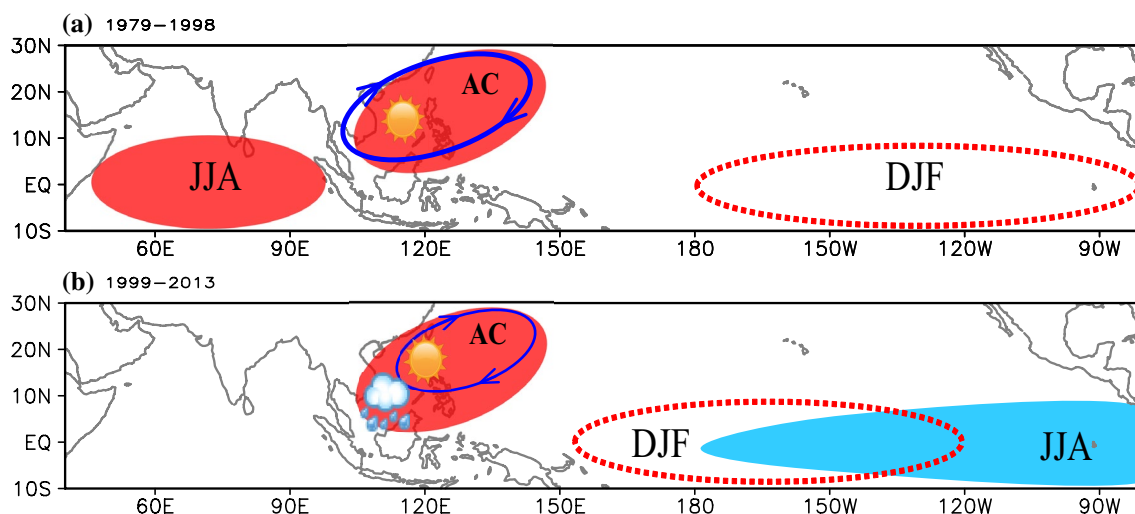 (a) 1979–1998
30N
20N
10N
EQ
10S
AC
JJA
DJF
60E 90E 120E 150E 180 150W 120W 90W
(b) 1999–2013
30N
20N
10N
EQ
10S
AC
DJF
JJA
60E 90E 120E 150E 180 150W 120W 90W